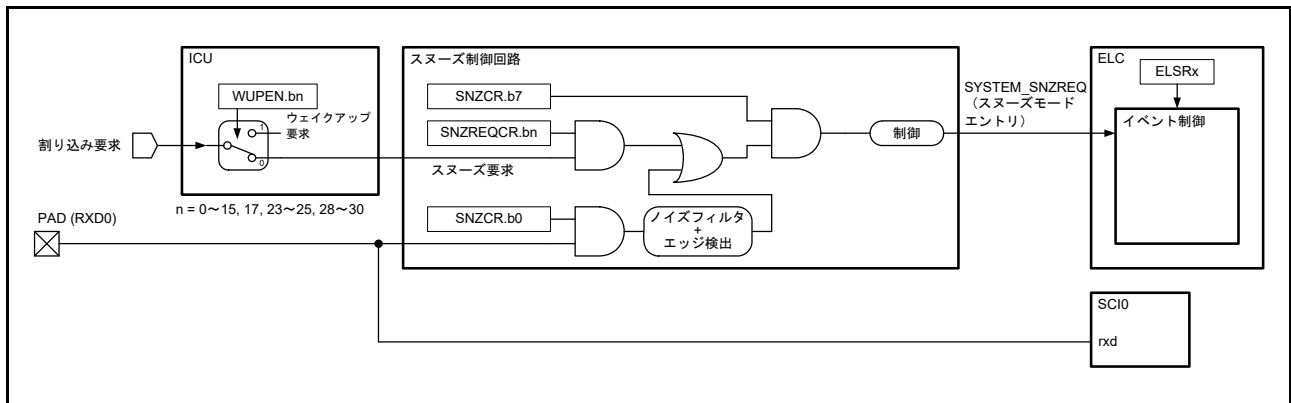 ICU
WUPEN.bn
ウェイクアップ
要求
1
0
割り込み要求
n = 0~15, 17, 23~25, 28~30
PAD (RXD0)
スヌーズ制御回路
SNZCR.b7
SNZREQCR.bn
スヌーズ要求
SNZCR.b0
ノイズフィルタ
+
エッジ検出
制御
SYSTEM_SNZREQ
(スヌーズモード
エントリ)
ELC
ELSRx
イベント制御
SCI0
rxd